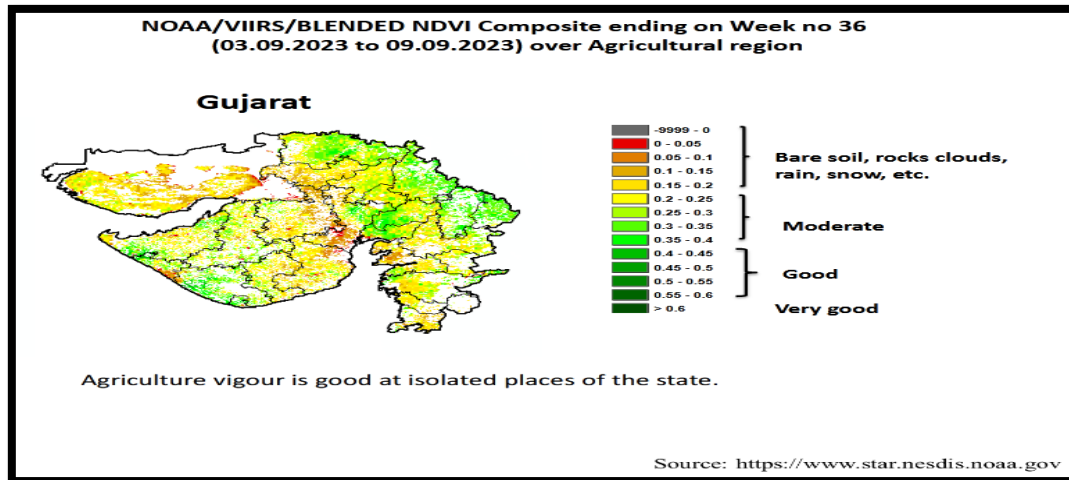 NOAA/VIIRS/BLENDED NDVI Composite ending on Week no 36
(03.09.2023 to 09.09.2023) over Agricultural region
Gujarat
-9999 - 0
0 - 0.05
0.05 - 0.1
0.1 - 0.15
0.15 - 0.2
0.2 - 0.25
0.25 - 0.3
0.3 - 0.35
0.35 - 0.4
0.4 - 0.45
0.45 - 0.5
0.5 - 0.55
0.55 - 0.6
> 0.6
Bare soil, rocks clouds,
rain, snow, etc.
Moderate
Good
Very good
Agriculture vigour is good at isolated places of the state.
Source: https://www.star.nesdis.noaa.gov